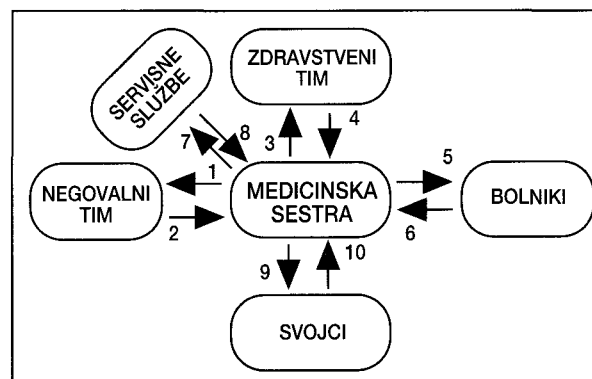 ZDRAVSTVENI
TIM
SERVISNE
SLUŽBE
7
8
3
4
1
5
NEGOVALNI
TIM
MEDICINSKA
SESTRA
BOLNIKI
2
6
9
10
SVOJCI